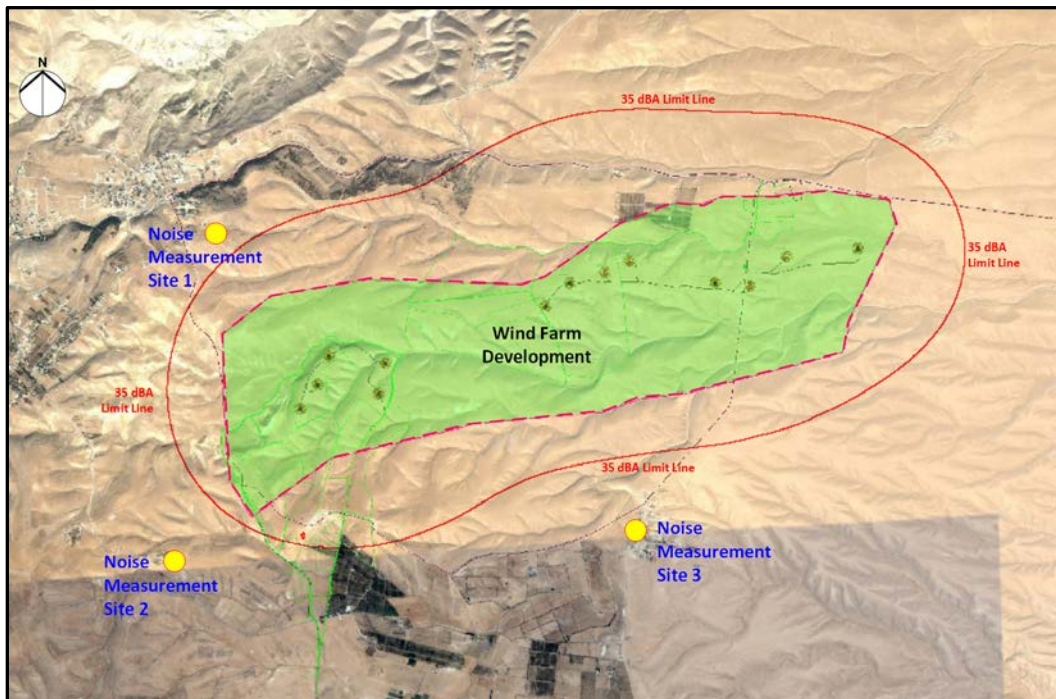 N
35 dBA Limit Line
Noise
Measurement
Site 1
35 dBA
Limit Line
Wind Farm
Development
35 dBA
Limit Line
35 dBA Limit Line
Noise
Measurement
Site 2
Noise
Measurement
Site 3